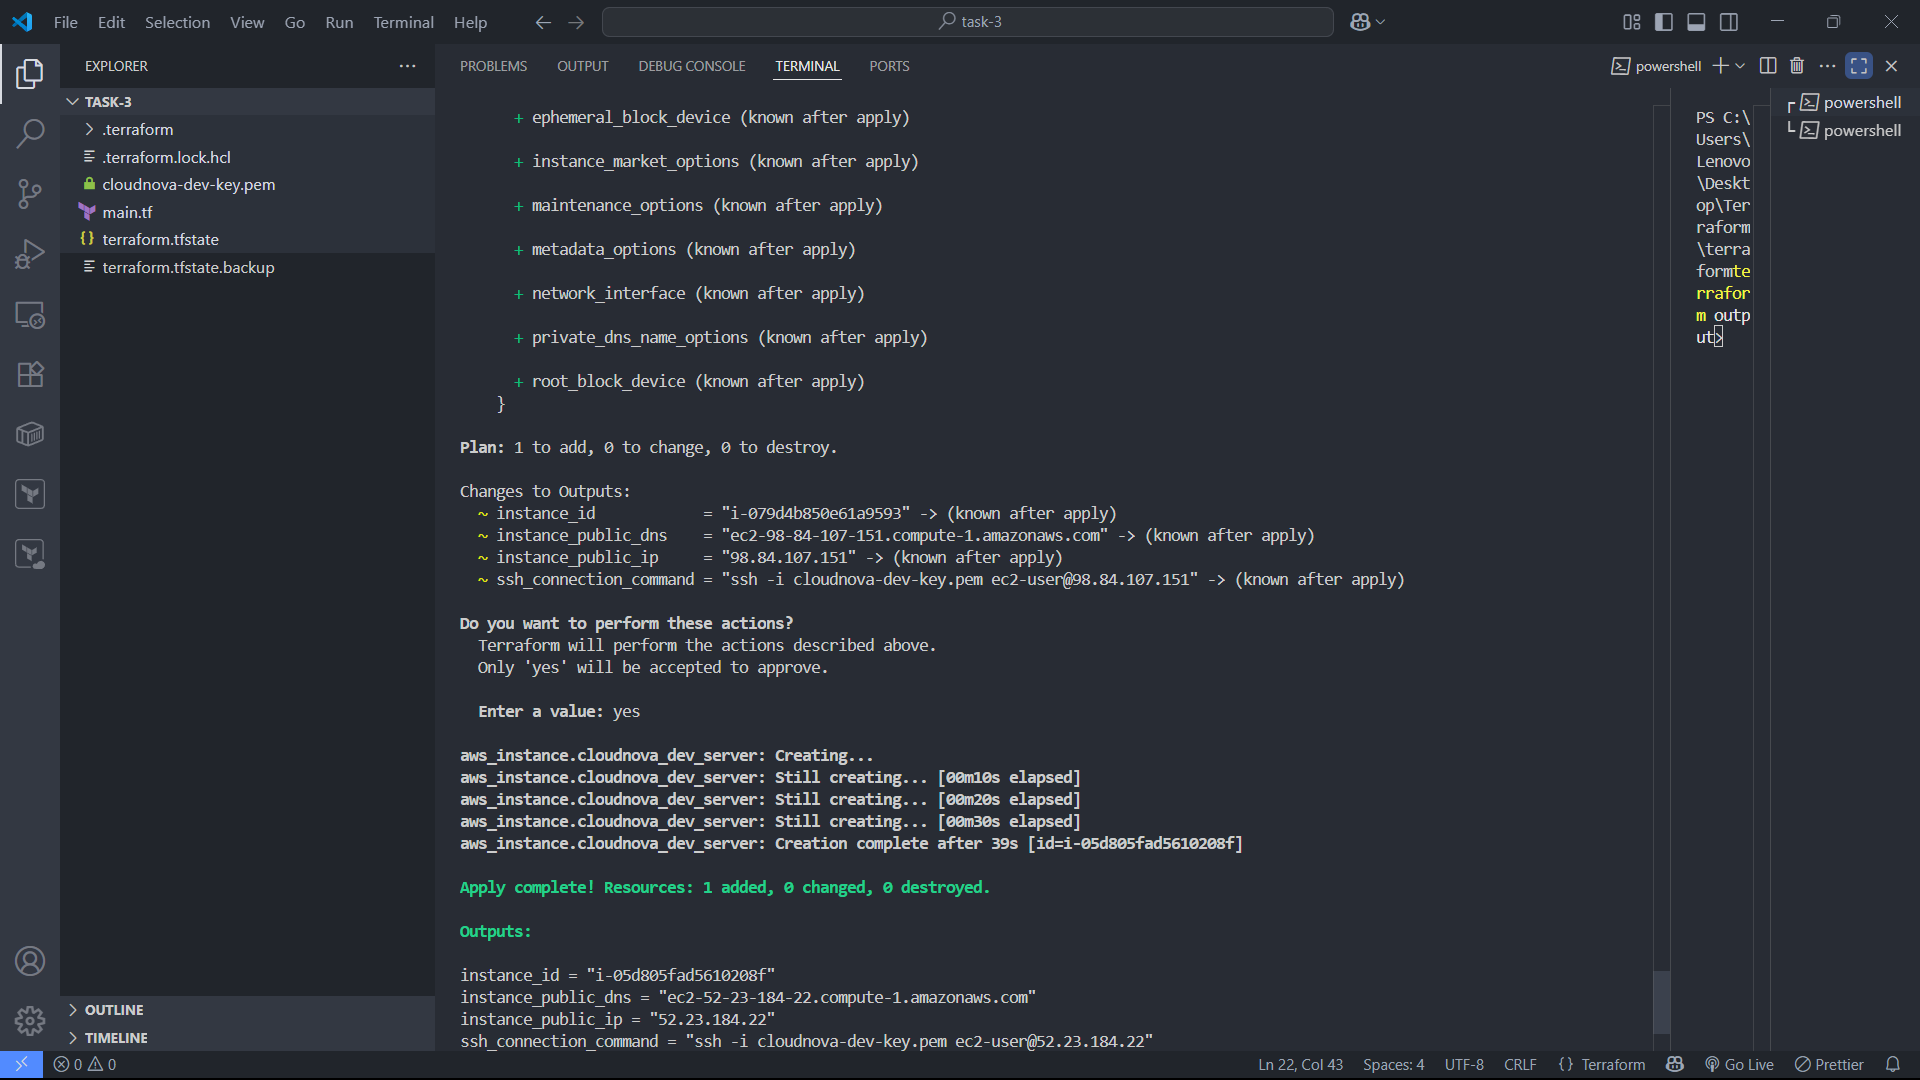 File Edit Selection View Go Run Terminal Help
task-3
EXPLORER
TASK-3
.terraform
.terraform.lock.hcl
cloudnova-dev-key.pem
main.tf
terraform.tfstate
terraform.tfstate.backup
OUTLINE
TIMELINE
PROBLEMS OUTPUT DEBUG CONSOLE TERMINAL PORTS
powershell
+ ephemeral_block_device (known after apply)
+ instance_market_options (known after apply)
+ maintenance_options (known after apply)
+ metadata_options (known after apply)
+ network_interface (known after apply)
+ private_dns_name_options (known after apply)
+ root_block_device (known after apply)
}
Plan: 1 to add, 0 to change, 0 to destroy.
Changes to Outputs:
~ instance_id = "i-079d4b850e61a9593" -> (known after apply)
~ instance_public_dns = "ec2-98-84-107-151.compute-1.amazonaws.com" -> (known after apply)
~ instance_public_ip = "98.84.107.151" -> (known after apply)
~ ssh_connection_command = "ssh -i cloudnova-dev-key.pem ec2-user@98.84.107.151" -> (known after apply)
Do you want to perform these actions?
Terraform will perform the actions described above.
Only 'yes' will be accepted to approve.
Enter a value: yes
aws_instance.cloudnova_dev_server: Creating...
aws_instance.cloudnova_dev_server: Still creating... [00m10s elapsed]
aws_instance.cloudnova_dev_server: Still creating... [00m20s elapsed]
aws_instance.cloudnova_dev_server: Still creating... [00m30s elapsed]
aws_instance.cloudnova_dev_server: Creation complete after 39s [id=i-05d805fad5610208f]
Apply complete! Resources: 1 added, 0 changed, 0 destroyed.
Outputs:
instance_id = "i-05d805fad5610208f"
instance_public_dns = "ec2-52-23-184-22.compute-1.amazonaws.com"
instance_public_ip = "52.23.184.22"
ssh_connection_command = "ssh -i cloudnova-dev-key.pem ec2-user@52.23.184.22"
PS C:\
Users\
Lenovo
\Deskt
op\Ter
raform
\terra
formte
rrafor
m outp
ut>
powershell
powershell
0 0
Ln 22, Col 43 Spaces: 4 UTF-8 CRLF {} Terraform Go Live Prettier